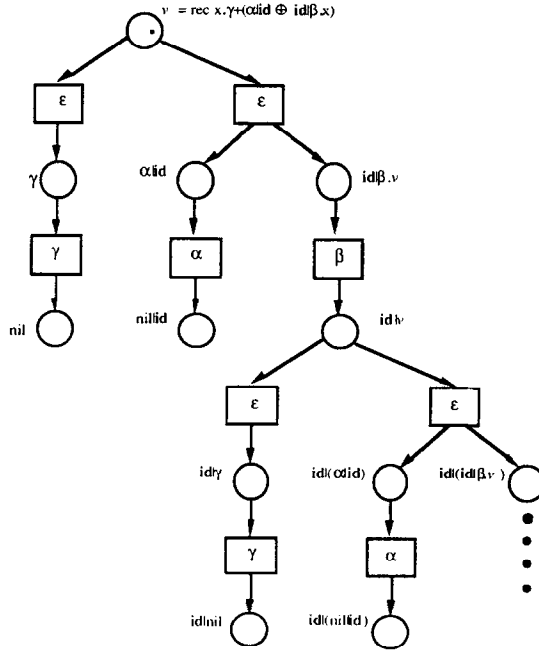 v = rec x.γ+(α|id ⊕ id|β.x)
ε ε
γ α|id id|β.v
γ α β
nil nil|id id|v
ε ε
id|γ id|(α|id) id|(id|β.v)
γ α
id|nil id|(nil|id)